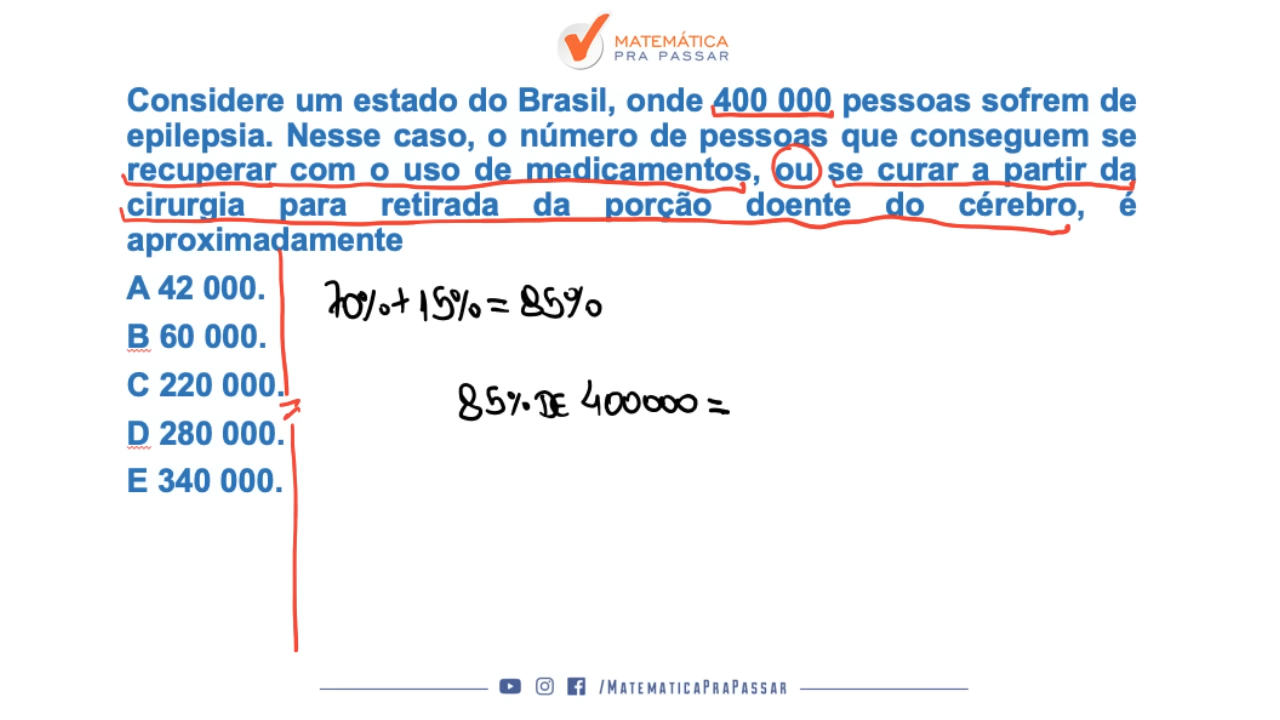 MATEMÁTICA
PRA PASSAR
Considere um estado do Brasil, onde 400 000 pessoas sofrem de
epilepsia. Nesse caso, o número de pessoas que conseguem se
recuperar com o uso de medicamentos, ou se curar a partir da
cirurgia para retirada da porção doente do cérebro, é
aproximadamente
A 42 000.
B 60 000.
C 220 000.
D 280 000.
E 340 000.
70% + 15% = 85%
85% DE 400000 =
/MATEMATICAPRAPASSAR